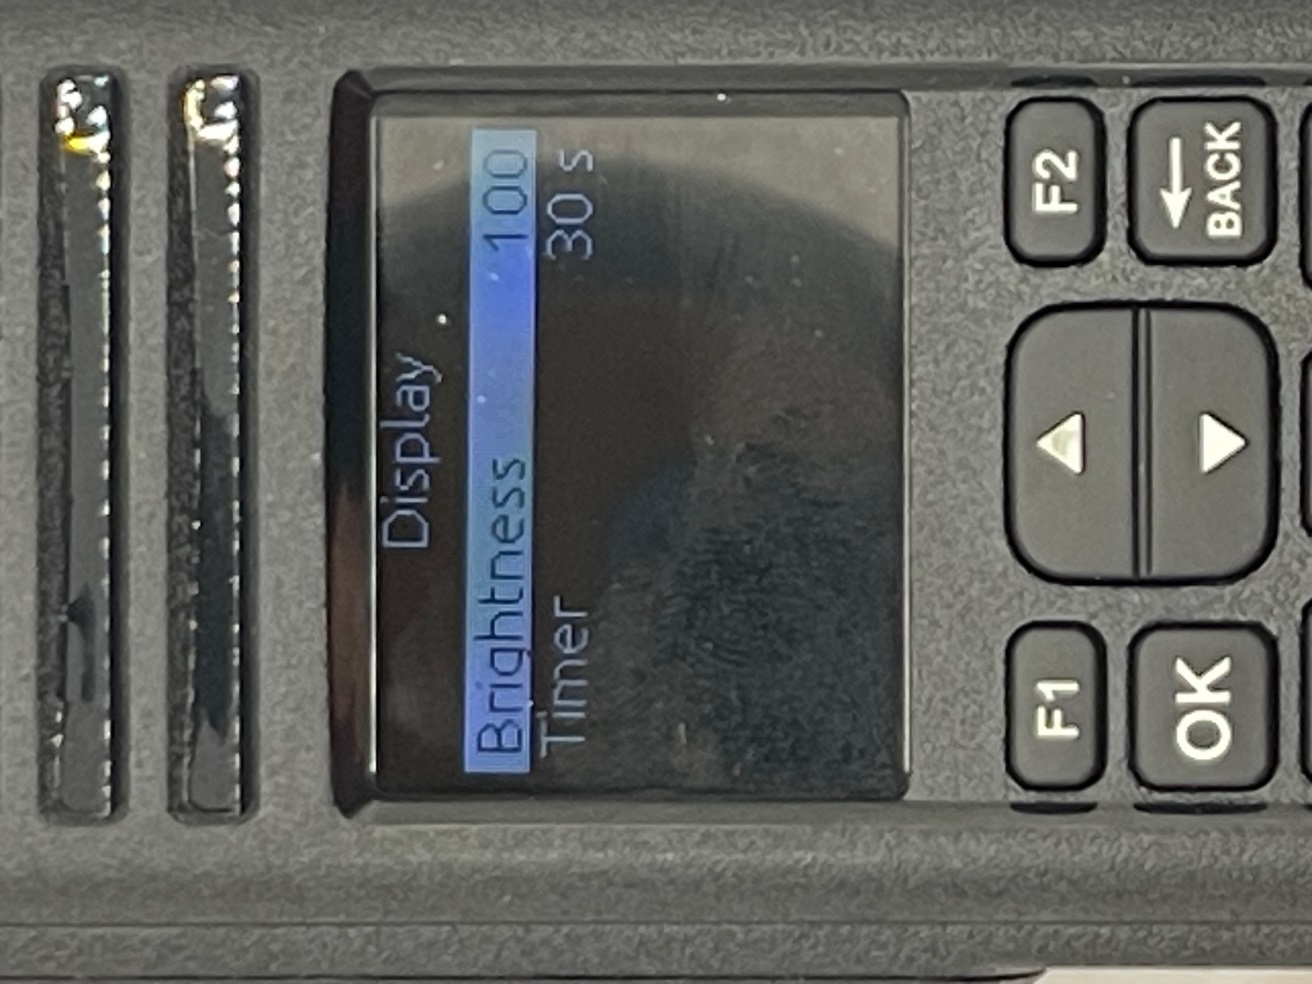 Display
Brightness 100
Timer 30 s
F1
F2
OK
← BACK